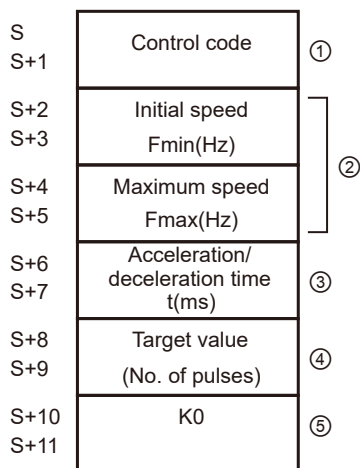 S
S+1
Control code
①
S+2
S+3
Initial speed
Fmin(Hz)
②
S+4
S+5
Maximum speed
Fmax(Hz)
S+6
S+7
Acceleration/
deceleration time
t(ms)
③
S+8
S+9
Target value
(No. of pulses)
④
S+10
S+11
K0
⑤